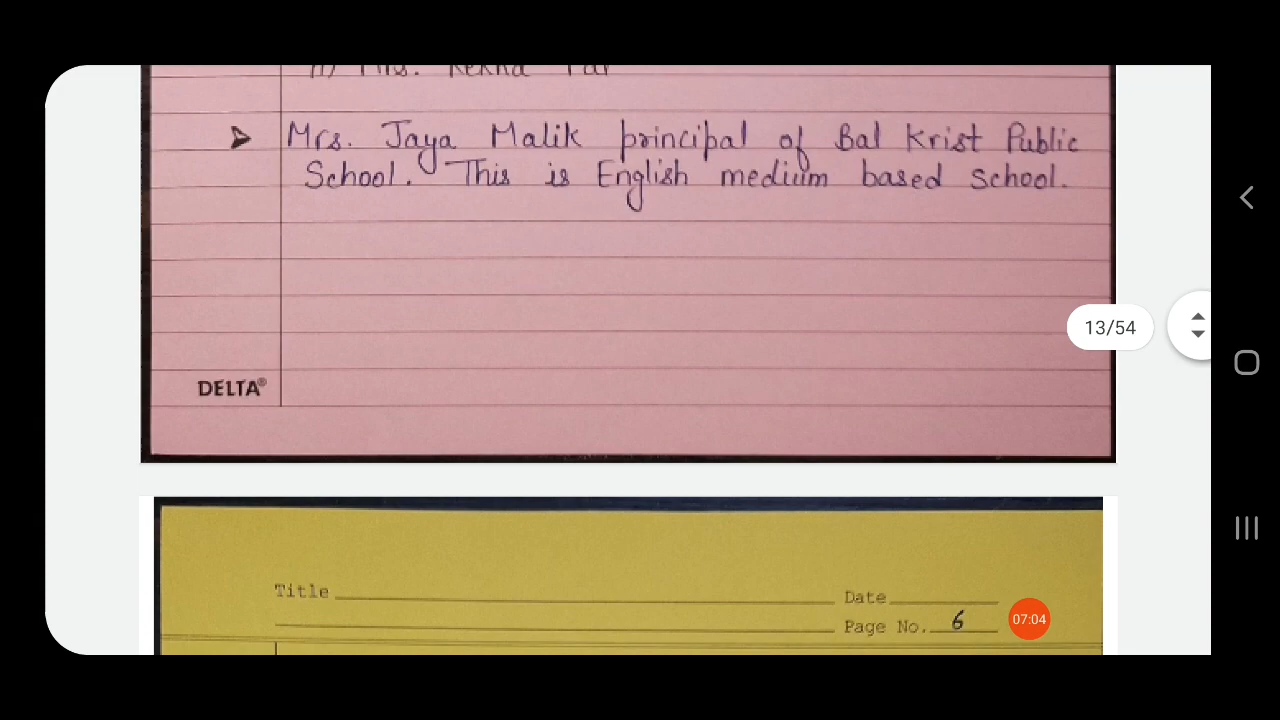 Mrs. Jaya Malik principal of Bal Krist Public
School. This is English medium based school.
13/54
DELTA®
Title
Date
Page No. 6
07:04